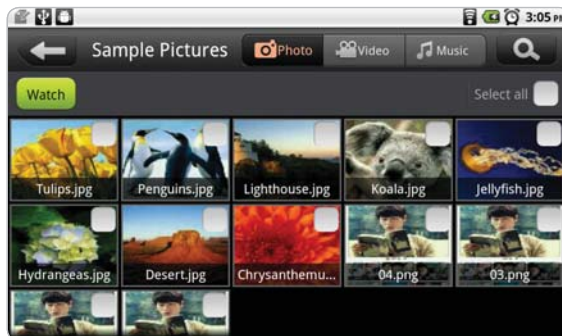 3:05 PM
Sample Pictures
Photo
Video
Music
Watch
Select all
Tulips.jpg
Penguins.jpg
Lighthouse.jpg
Koala.jpg
Jellyfish.jpg
Hydrangeas.jpg
Desert.jpg
Chrysanthemu...
04.png
03.png